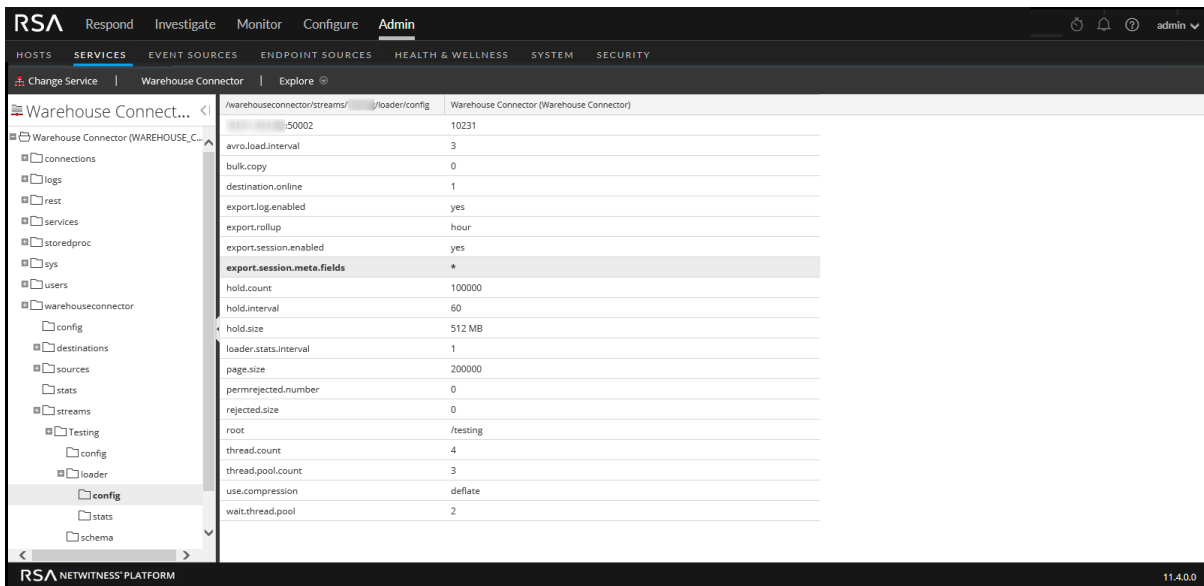 RSA Respond Investigate Monitor Configure Admin admin
HOSTS SERVICES EVENT SOURCES ENDPOINT SOURCES HEALTH & WELLNESS SYSTEM SECURITY
Change Service | Warehouse Connector | Explore
Warehouse Connect...
Warehouse Connector (WAREHOUSE_C...
connections
logs
rest
services
storedproc
sys
users
warehouseconnector
config
destinations
sources
stats
streams
Testing
config
loader
config
stats
schema
/warehouseconnector/streams/ /loader/config Warehouse Connector (Warehouse Connector)
:50002 10231
avro.load.interval 3
bulk.copy 0
destination.online 1
export.log.enabled yes
export.rollup hour
export.session.enabled yes
export.session.meta.fields *
hold.count 100000
hold.interval 60
hold.size 512 MB
loader.stats.interval 1
page.size 200000
permrejected.number 0
rejected.size 0
root /testing
thread.count 4
thread.pool.count 3
use.compression deflate
wait.thread.pool 2
RSA NETWITNESS® PLATFORM 11.4.0.0